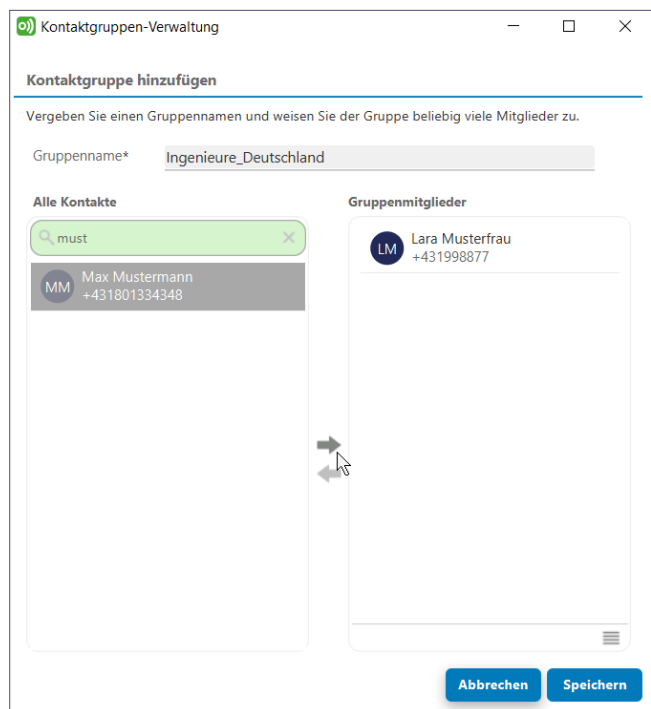 Kontaktgruppen-Verwaltung
Kontaktgruppe hinzufügen
Vergeben Sie einen Gruppennamen und weisen Sie der Gruppe beliebig viele Mitglieder zu.
Gruppenname* Ingenieure_Deutschland
Alle Kontakte
must
MM Max Mustermann
+431801334348
Gruppenmitglieder
LM Lara Musterfrau
+431998877
Abbrechen Speichern